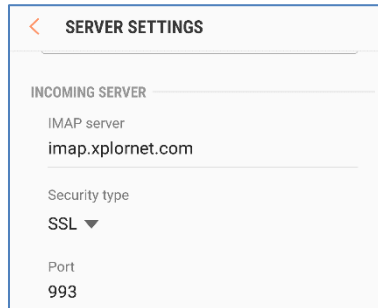 SERVER SETTINGS
INCOMING SERVER
IMAP server
imap.xplornet.com
Security type
SSL
Port
993